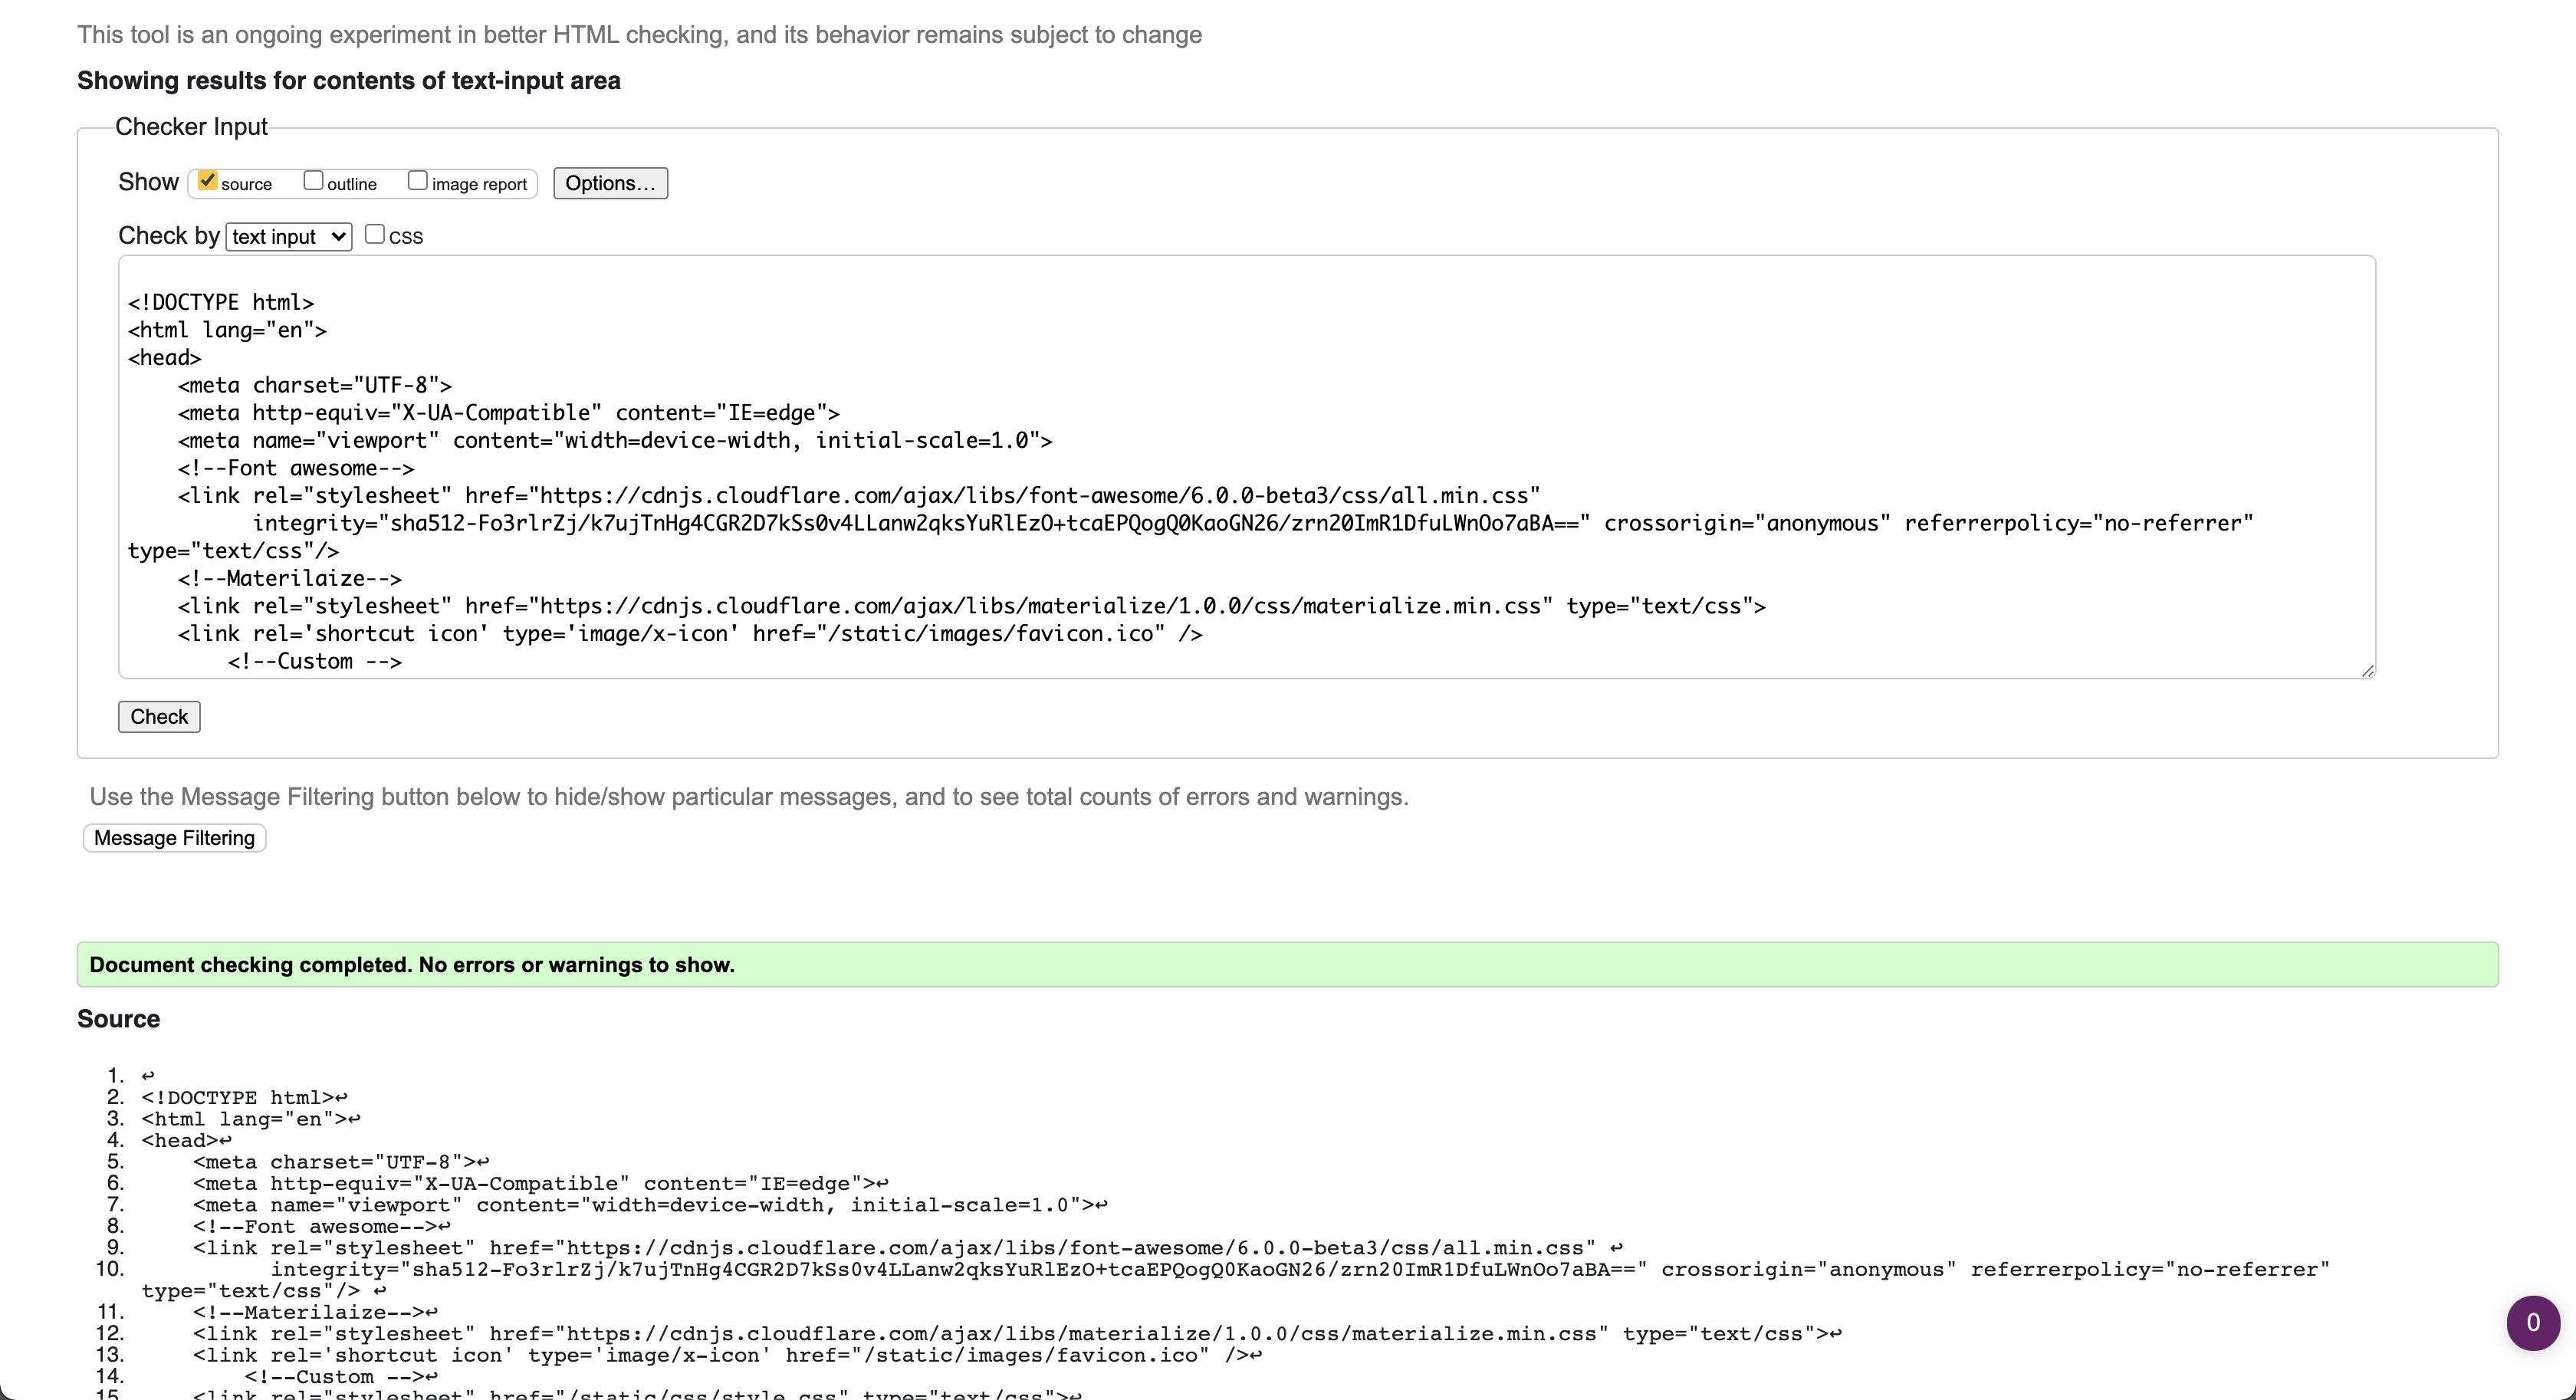 This tool is an ongoing experiment in better HTML checking, and its behavior remains subject to change
Showing results for contents of text-input area
Checker Input
Show source outline image report Options...
Check by text input CSS
<!DOCTYPE html>
<html lang="en">
<head>
    <meta charset="UTF-8">
    <meta http-equiv="X-UA-Compatible" content="IE=edge">
    <meta name="viewport" content="width=device-width, initial-scale=1.0">
    <!--Font awesome-->
    <link rel="stylesheet" href="https://cdnjs.cloudflare.com/ajax/libs/font-awesome/6.0.0-beta3/css/all.min.css"
          integrity="sha512-Fo3rlrZj/k7ujTnHg4CGR2D7kSs0v4LLanw2qksYuRlEzO+tcaEPQogQ0KaoGN26/zrn20ImR1DfuLWnOo7aBA==" crossorigin="anonymous" referrerpolicy="no-referrer"
type="text/css"/>
    <!--Materilaize-->
    <link rel="stylesheet" href="https://cdnjs.cloudflare.com/ajax/libs/materialize/1.0.0/css/materialize.min.css" type="text/css">
    <link rel='shortcut icon' type='image/x-icon' href="/static/images/favicon.ico" />
        <!--Custom -->
Check
Use the Message Filtering button below to hide/show particular messages, and to see total counts of errors and warnings.
Message Filtering
Document checking completed. No errors or warnings to show.
Source
1. ↩
2. <!DOCTYPE html>↩
3. <html lang="en">↩
4. <head>↩
5.     <meta charset="UTF-8">↩
6.     <meta http-equiv="X-UA-Compatible" content="IE=edge">↩
7.     <meta name="viewport" content="width=device-width, initial-scale=1.0">↩
8.     <!--Font awesome-->↩
9.     <link rel="stylesheet" href="https://cdnjs.cloudflare.com/ajax/libs/font-awesome/6.0.0-beta3/css/all.min.css" ↩
10.           integrity="sha512-Fo3rlrZj/k7ujTnHg4CGR2D7kSs0v4LLanw2qksYuRlEzO+tcaEPQogQ0KaoGN26/zrn20ImR1DfuLWnOo7aBA==" crossorigin="anonymous" referrerpolicy="no-referrer"
type="text/css"/> ↩
11.     <!--Materilaize-->↩
12.     <link rel="stylesheet" href="https://cdnjs.cloudflare.com/ajax/libs/materialize/1.0.0/css/materialize.min.css" type="text/css">↩
13.     <link rel='shortcut icon' type='image/x-icon' href="/static/images/favicon.ico" />↩
14.         <!--Custom -->↩
15.     <link rel="stylesheet" href="/static/css/style.css" type="text/css">↩
0